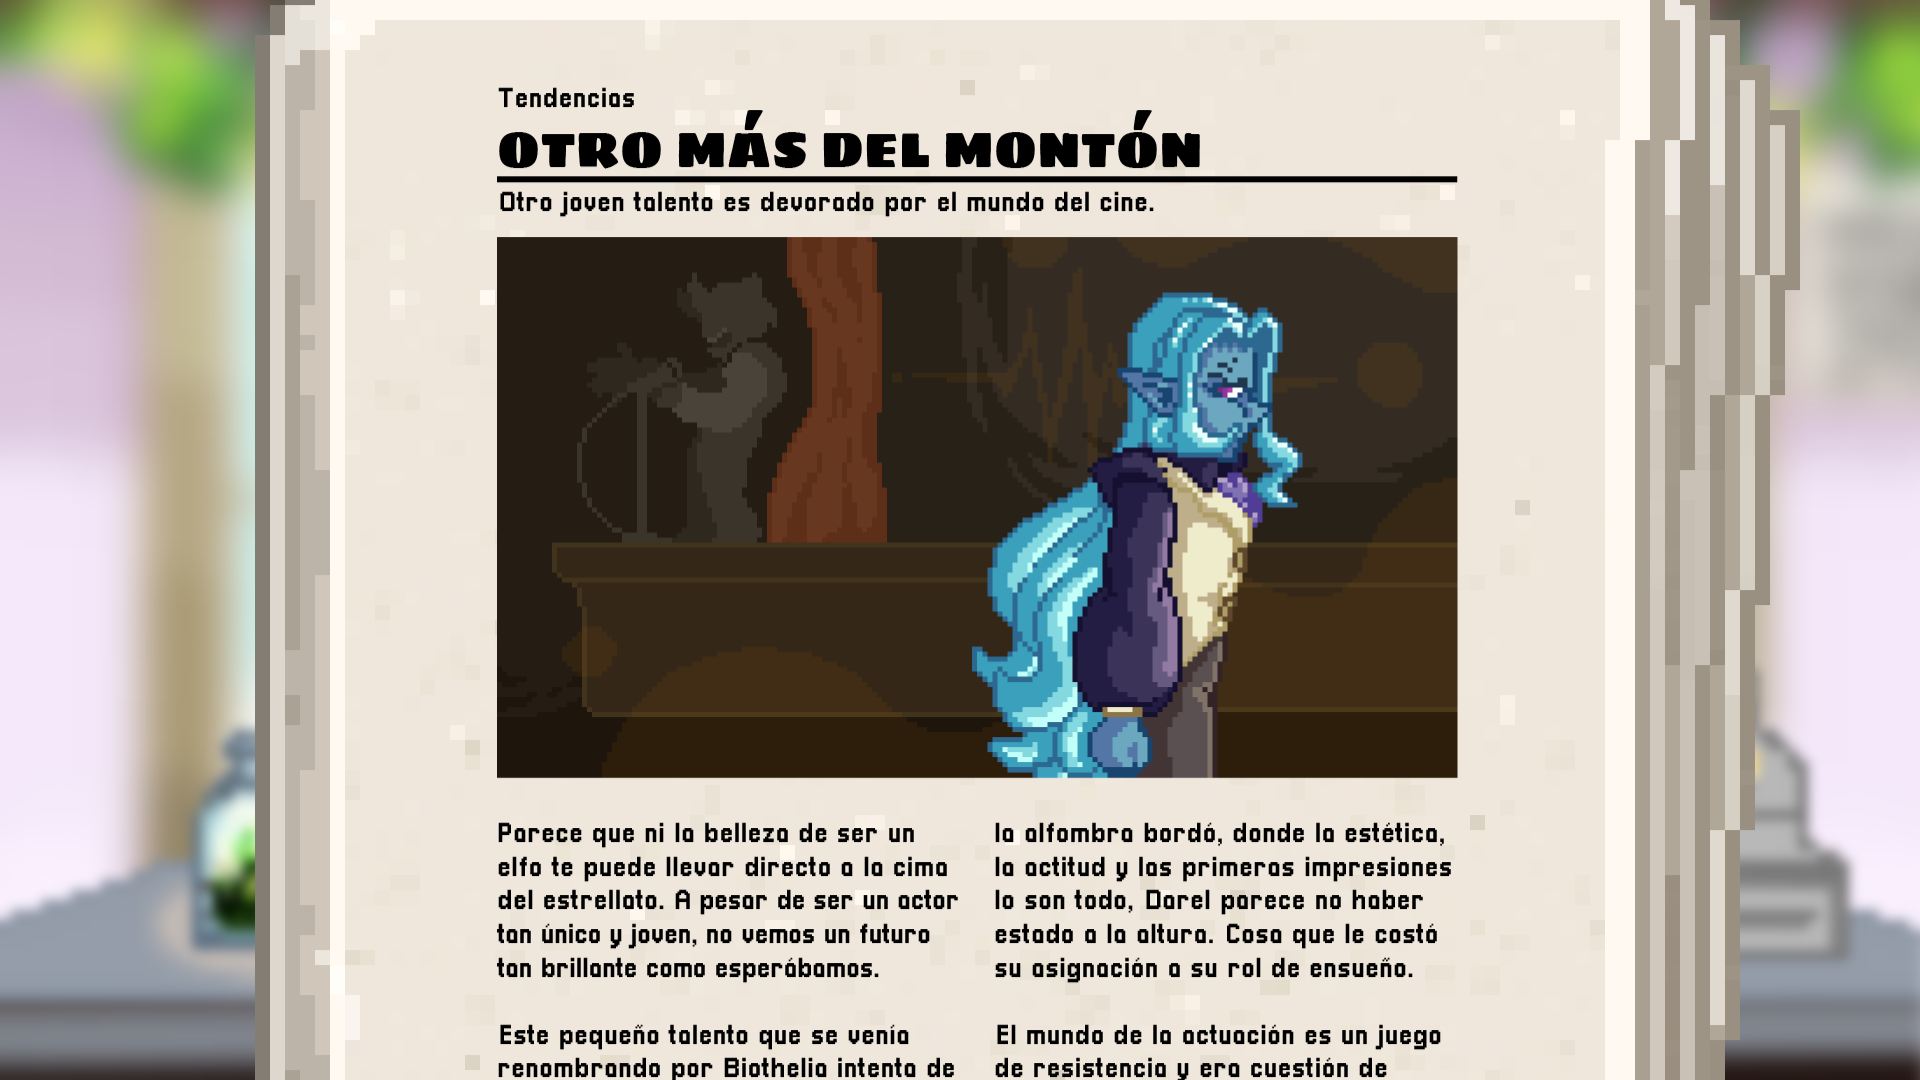 Tendencias
OTRO MÁS DEL MONTÓN
Otro joven talento es devorado por el mundo del cine.
Parece que ni la belleza de ser un
elfo te puede llevar directo a la cima
del estrellato. A pesar de ser un actor
tan único y joven, no vemos un futuro
tan brillante como esperábamos.
Este pequeño talento que se venía
renombrando por Biothelia intenta de
la alfombra bordó, donde la estética,
la actitud y las primeras impresiones
lo son todo, Darel parece no haber
estado a la altura. Cosa que le costó
su asignación a su rol de ensueño.
El mundo de la actuación es un juego
de resistencia y era cuestión de